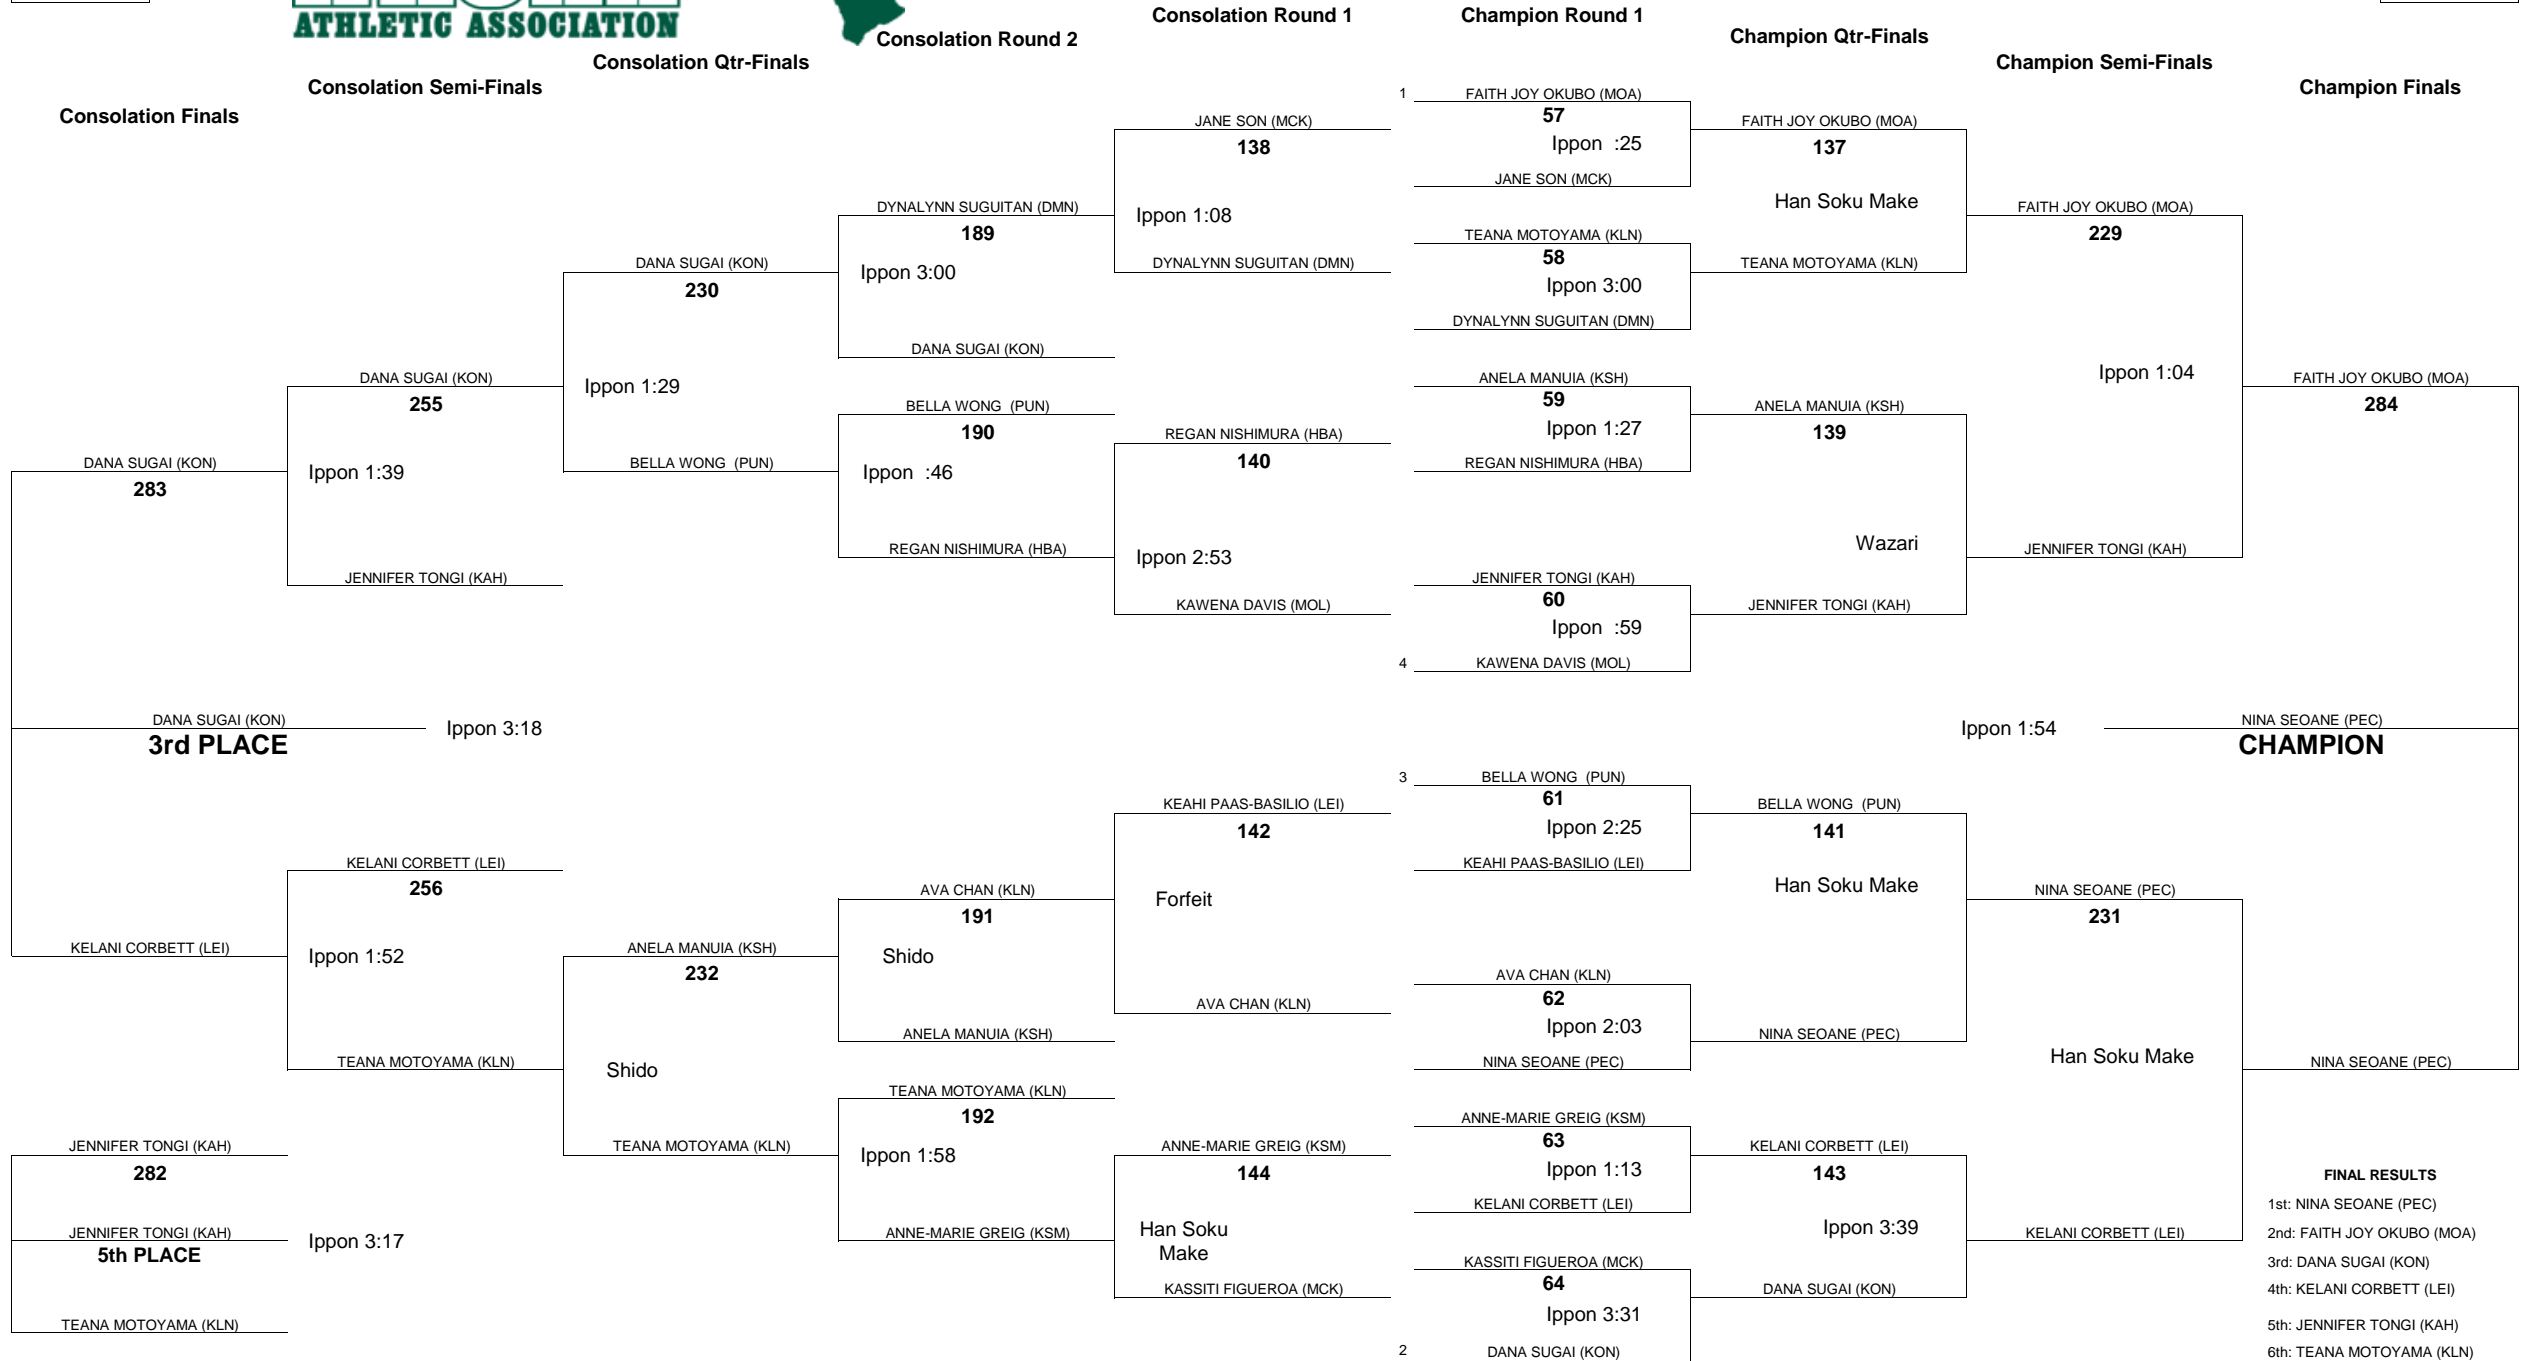 ATHLETIC ASSOCIATION
Consolation Finals
Consolation Semi-Finals
Consolation Qtr-Finals
Consolation Round 2
Consolation Round 1
Champion Round 1
Champion Qtr-Finals
Champion Semi-Finals
Champion Finals
DANA SUGAI (KON)
283
DANA SUGAI (KON)
3rd PLACE
Ippon 3:18
KELANI CORBETT (LEI)
JENNIFER TONGI (KAH)
282
JENNIFER TONGI (KAH)
5th PLACE
Ippon 3:17
TEANA MOTOYAMA (KLN)
DANA SUGAI (KON)
255
Ippon 1:39
JENNIFER TONGI (KAH)
KELANI CORBETT (LEI)
256
Ippon 1:52
TEANA MOTOYAMA (KLN)
DANA SUGAI (KON)
230
Ippon 1:29
BELLA WONG (PUN)
ANELA MANUIA (KSH)
232
Shido
TEANA MOTOYAMA (KLN)
DYNALYNN SUGUITAN (DMN)
189
Ippon 3:00
DANA SUGAI (KON)
BELLA WONG (PUN)
190
Ippon :46
REGAN NISHIMURA (HBA)
AVA CHAN (KLN)
191
Shido
ANELA MANUIA (KSH)
TEANA MOTOYAMA (KLN)
192
Ippon 1:58
ANNE-MARIE GREIG (KSM)
JANE SON (MCK)
138
Ippon 1:08
DYNALYNN SUGUITAN (DMN)
REGAN NISHIMURA (HBA)
140
Ippon 2:53
KAWENA DAVIS (MOL)
KEAHI PAAS-BASILIO (LEI)
142
Forfeit
AVA CHAN (KLN)
ANNE-MARIE GREIG (KSM)
144
Han Soku
Make
KASSITI FIGUEROA (MCK)
1 FAITH JOY OKUBO (MOA)
57
Ippon :25
JANE SON (MCK)
TEANA MOTOYAMA (KLN)
58
Ippon 3:00
DYNALYNN SUGUITAN (DMN)
ANELA MANUIA (KSH)
59
Ippon 1:27
REGAN NISHIMURA (HBA)
JENNIFER TONGI (KAH)
60
Ippon :59
4 KAWENA DAVIS (MOL)
3 BELLA WONG (PUN)
61
Ippon 2:25
KEAHI PAAS-BASILIO (LEI)
AVA CHAN (KLN)
62
Ippon 2:03
NINA SEOANE (PEC)
ANNE-MARIE GREIG (KSM)
63
Ippon 1:13
KELANI CORBETT (LEI)
KASSITI FIGUEROA (MCK)
64
Ippon 3:31
2 DANA SUGAI (KON)
FAITH JOY OKUBO (MOA)
137
Han Soku Make
TEANA MOTOYAMA (KLN)
ANELA MANUIA (KSH)
139
Wazari
JENNIFER TONGI (KAH)
BELLA WONG (PUN)
141
Han Soku Make
NINA SEOANE (PEC)
KELANI CORBETT (LEI)
143
Ippon 3:39
DANA SUGAI (KON)
FAITH JOY OKUBO (MOA)
229
Ippon 1:04
JENNIFER TONGI (KAH)
NINA SEOANE (PEC)
231
Han Soku Make
KELANI CORBETT (LEI)
FAITH JOY OKUBO (MOA)
284
Ippon 1:54
NINA SEOANE (PEC)
CHAMPION
NINA SEOANE (PEC)
FINAL RESULTS
1st: NINA SEOANE (PEC)
2nd: FAITH JOY OKUBO (MOA)
3rd: DANA SUGAI (KON)
4th: KELANI CORBETT (LEI)
5th: JENNIFER TONGI (KAH)
6th: TEANA MOTOYAMA (KLN)